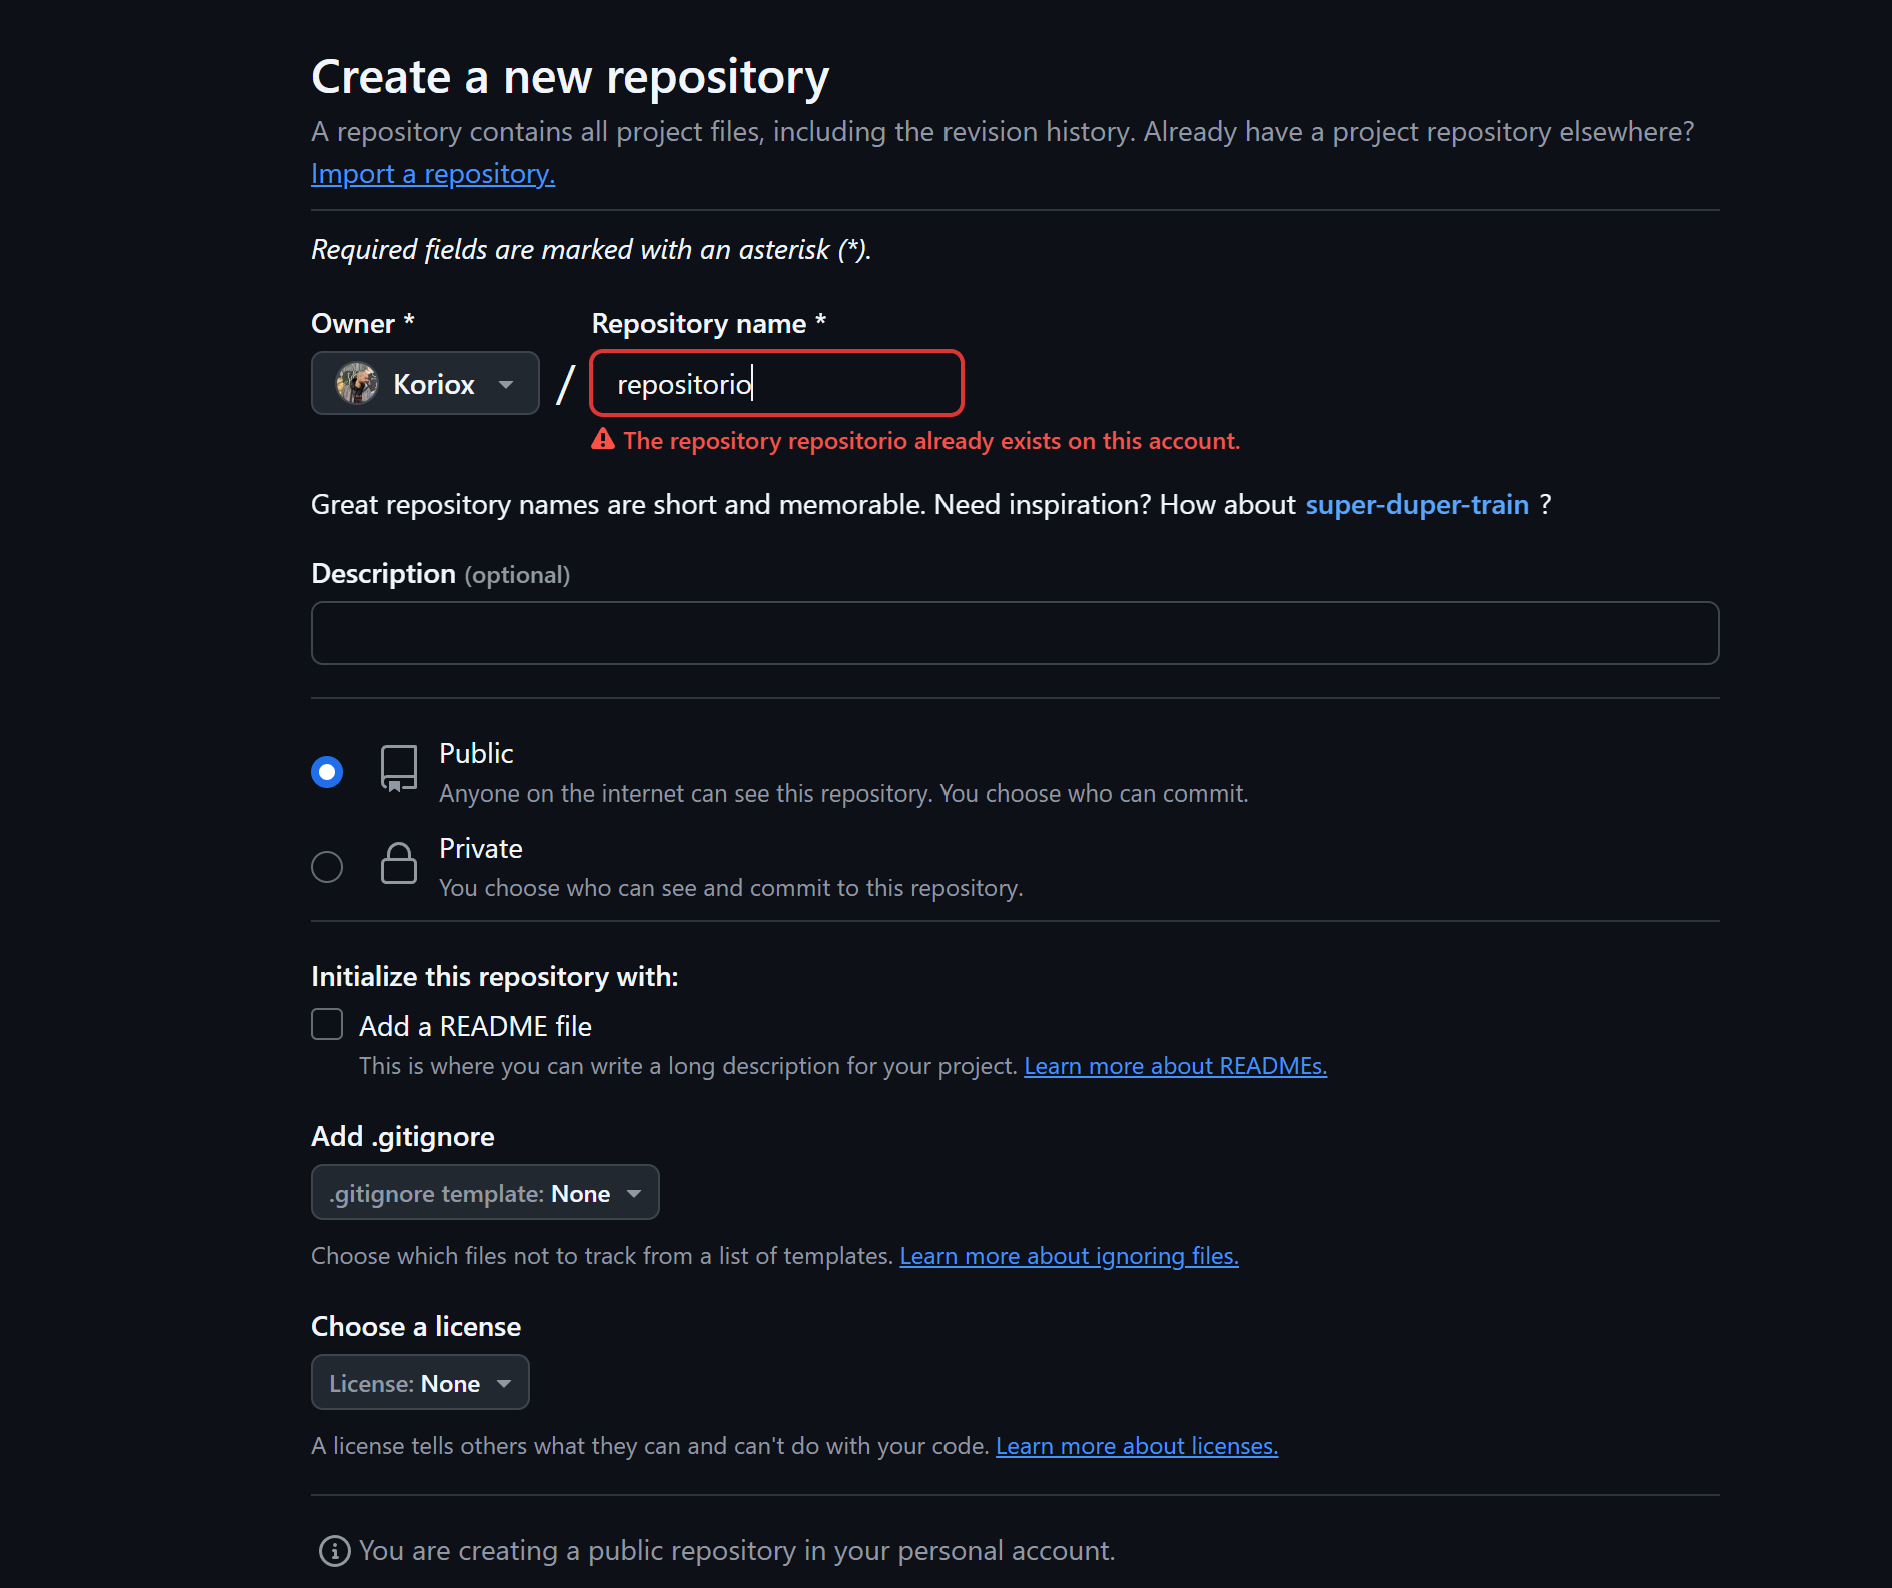 Create a new repository
A repository contains all project files, including the revision history. Already have a project repository elsewhere?
Import a repository.
Required fields are marked with an asterisk (*).
Owner *
Repository name *
Koriox
/
repositorio
The repository repositorio already exists on this account.
Great repository names are short and memorable. Need inspiration? How about super-duper-train ?
Description (optional)
Public
Anyone on the internet can see this repository. You choose who can commit.
Private
You choose who can see and commit to this repository.
Initialize this repository with:
Add a README file
This is where you can write a long description for your project. Learn more about READMEs.
Add .gitignore
.gitignore template: None
Choose which files not to track from a list of templates. Learn more about ignoring files.
Choose a license
License: None
A license tells others what they can and can't do with your code. Learn more about licenses.
You are creating a public repository in your personal account.